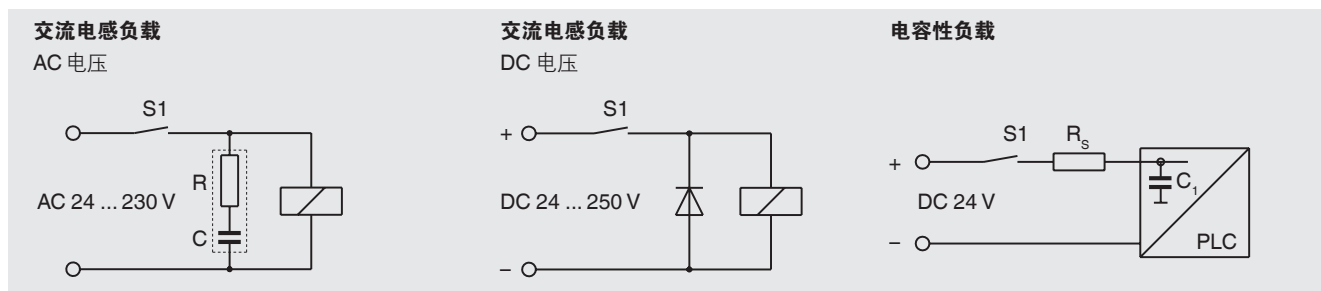 交流电感负载
AC 电压
S1
R
AC 24 ... 230 V
C
交流电感负载
DC 电压
S1
+
DC 24 ... 250 V
–
电容性负载
S1
RS
+
C1
DC 24 V
–
PLC